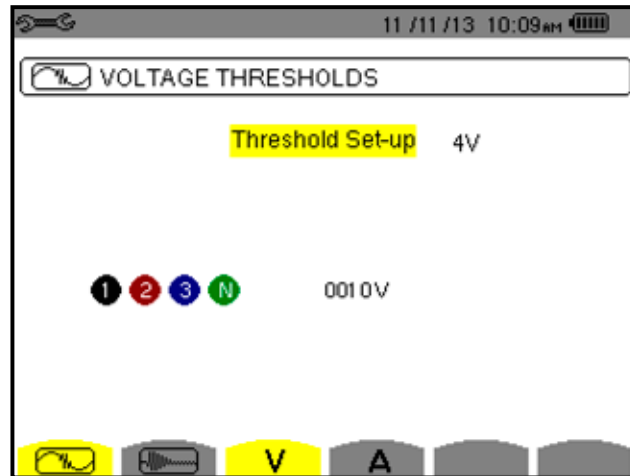 11 /11 /13 10:09AM
VOLTAGE THRESHOLDS
Threshold Set-up 4V
1 2 3 N 0010V
V A